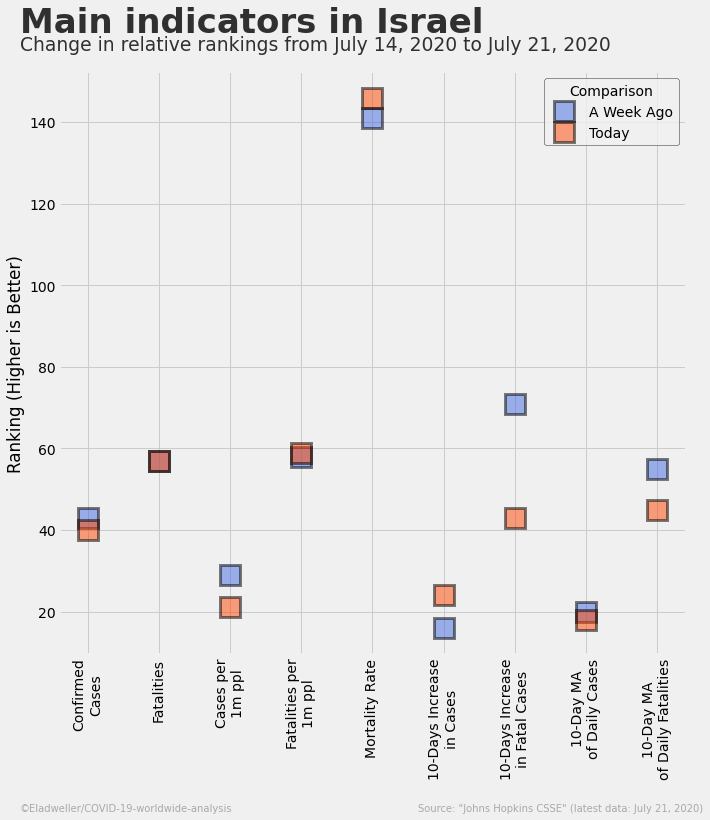 Main indicators in Israel
Change in relative rankings from July 14, 2020 to July 21, 2020
Comparison
A Week Ago
Today
Ranking (Higher is Better)
140
120
100
80
60
40
20
Confirmed
Cases
Fatalities
Cases per
1m ppl
Fatalities per
1m ppl
Mortality Rate
10-Days Increase
in Cases
10-Days Increase
in Fatal Cases
10-Day MA
of Daily Cases
10-Day MA
of Daily Fatalities
©Eladweller/COVID-19-worldwide-analysis
Source: "Johns Hopkins CSSE" (latest data: July 21, 2020)